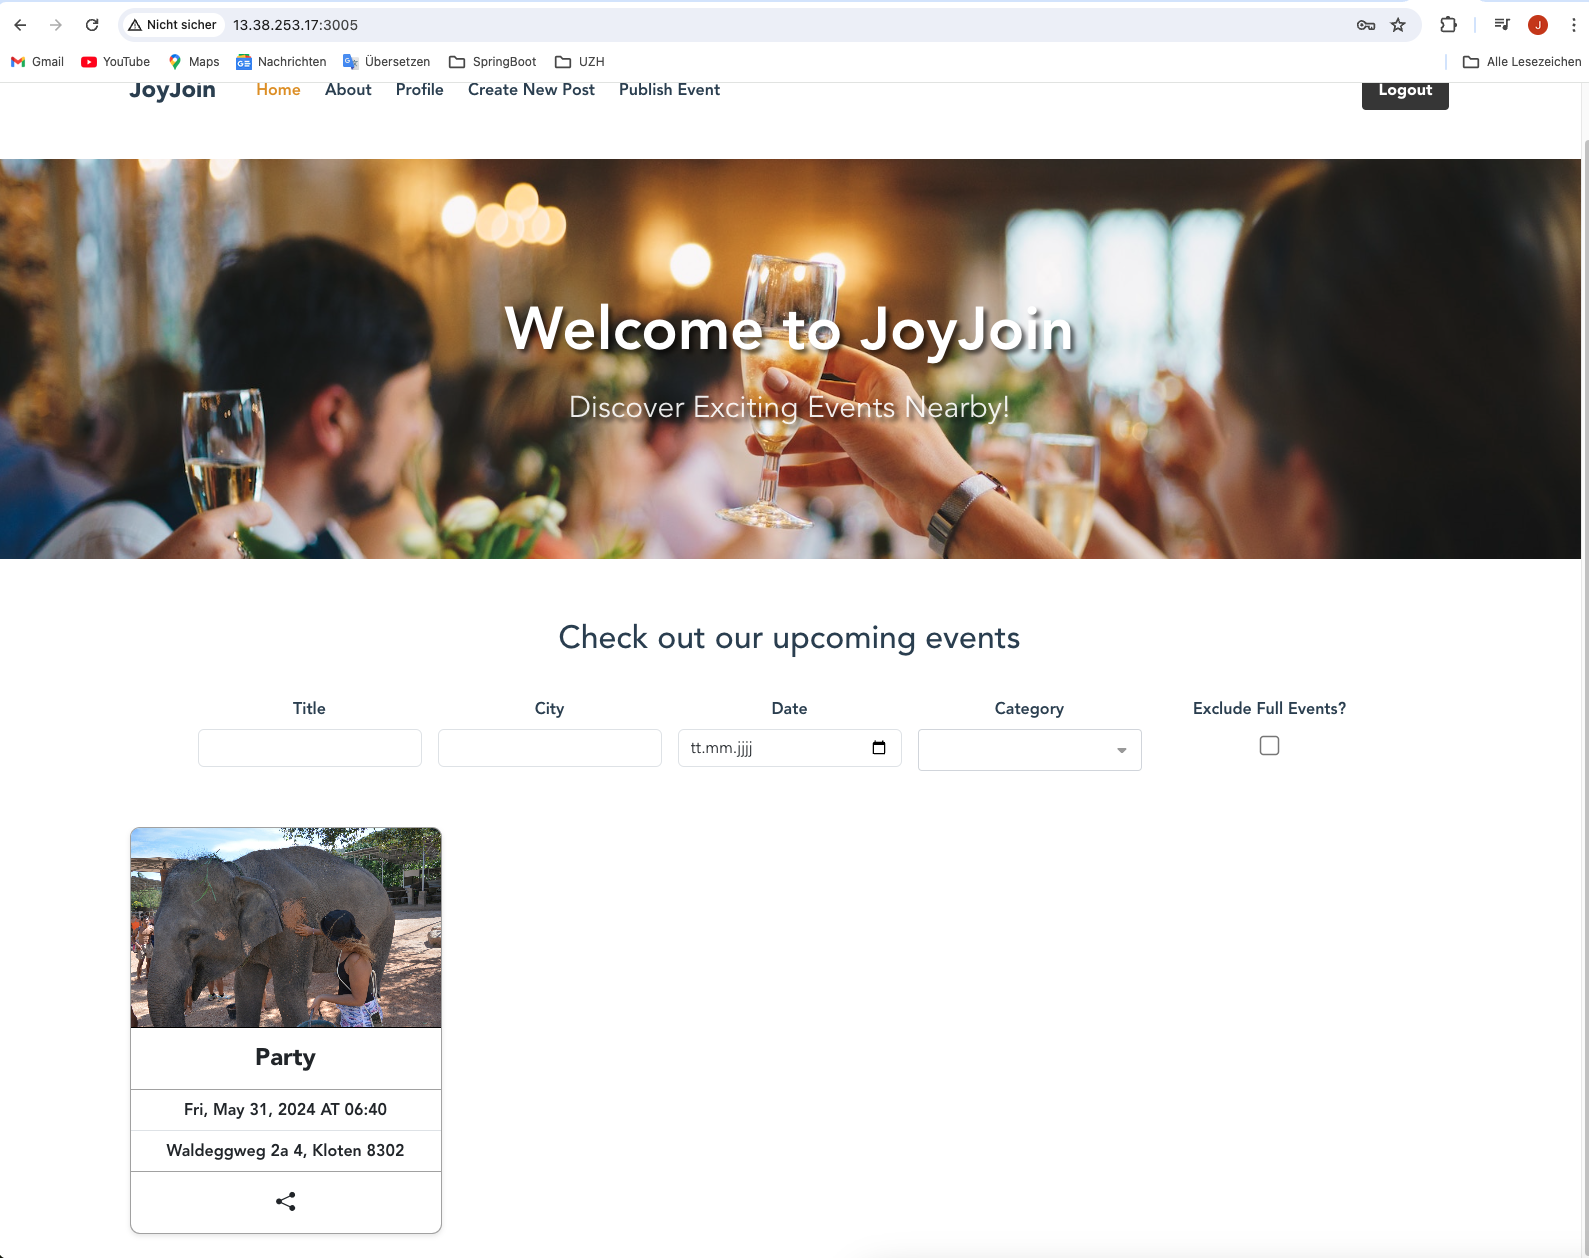 Nicht sicher 13.38.253.17:3005
J
Gmail YouTube Maps Nachrichten Übersetzen SpringBoot UZH Alle Lesezeichen
JoyJoin Home About Profile Create New Post Publish Event Logout
Welcome to JoyJoin
Discover Exciting Events Nearby!
Check out our upcoming events
Title City Date Category Exclude Full Events?
tt.mm.jjjj
Party
Fri, May 31, 2024 AT 06:40
Waldeggweg 2a 4, Kloten 8302